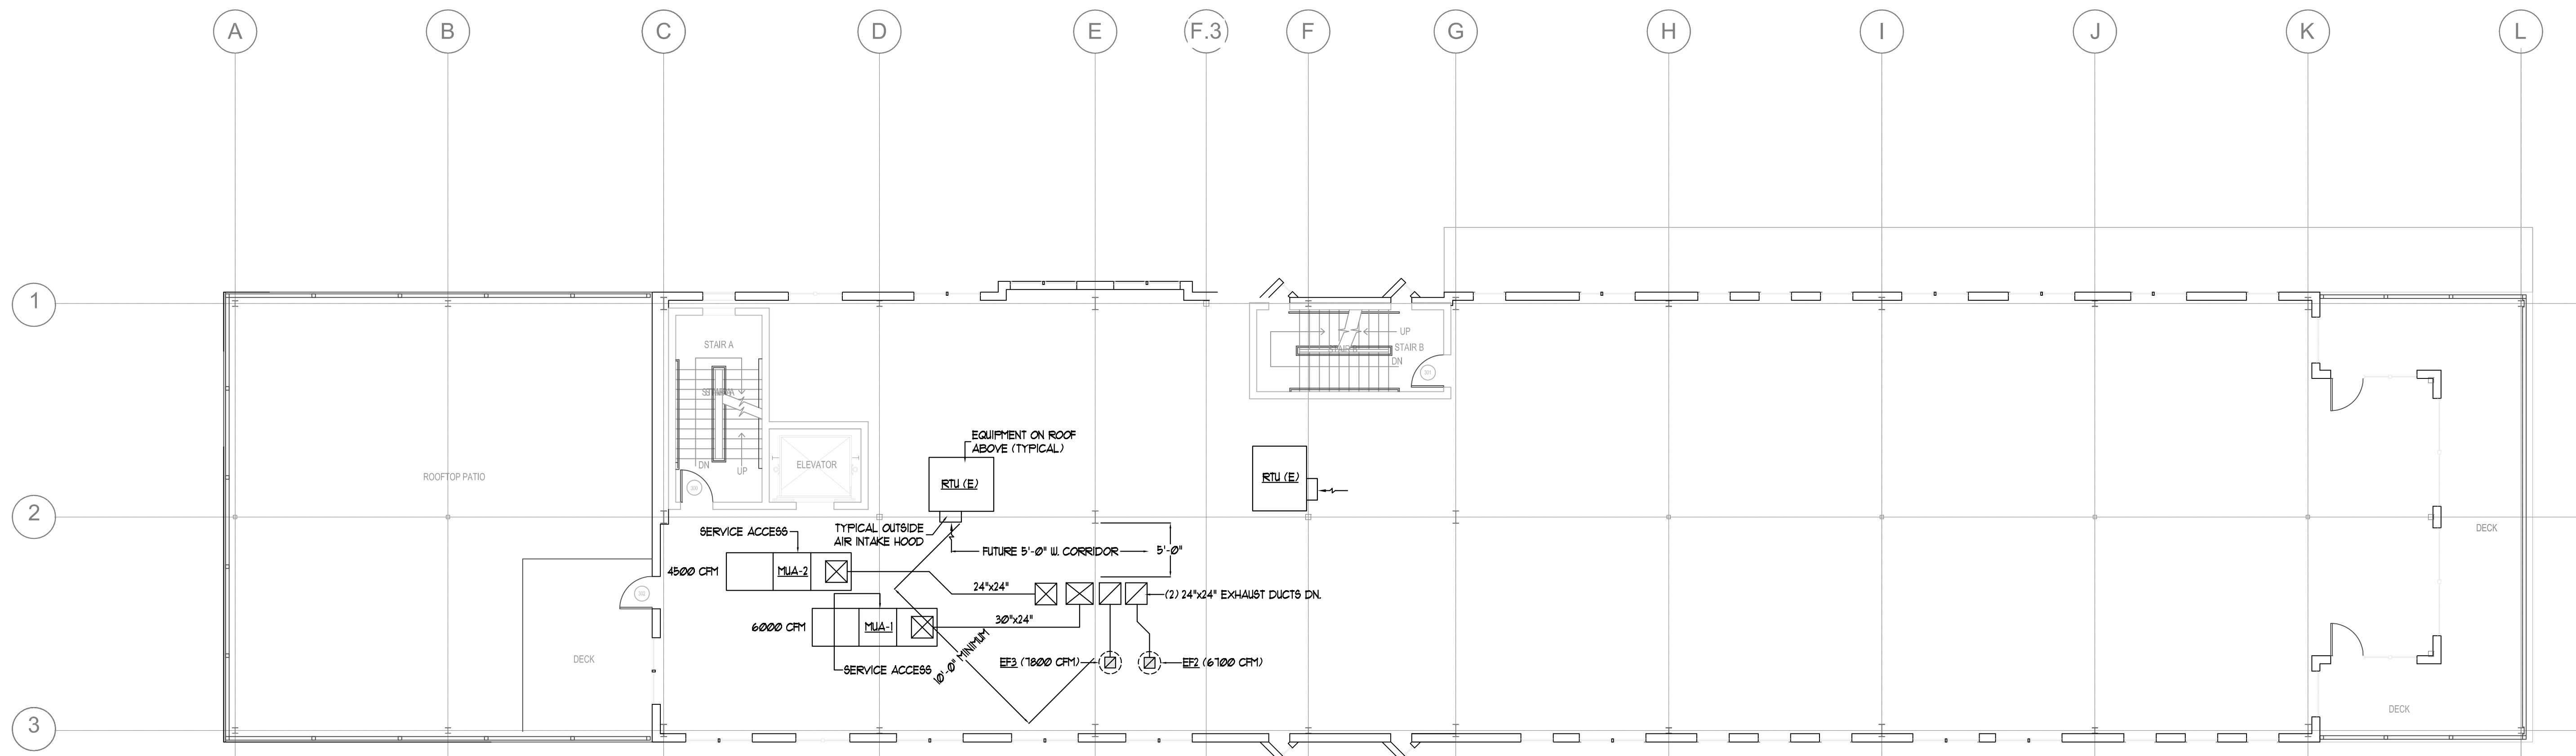 A B C D E F.3 F G H I J K L
1
STAIR A
UP
STAIR B
DN
301
EQUIPMENT ON ROOF
ABOVE (TYPICAL)
ELEVATOR
DN
UP
ROOFTOP PATIO
RTU (E)
RTU (E)
300
2
SERVICE ACCESS
TYPICAL OUTSIDE
AIR INTAKE HOOD
FUTURE 5'-0" W. CORRIDOR
5'-0"
DECK
4500 CFM
MUA-2
24"x24"
(2) 24"x24" EXHAUST DUCTS DN.
6000 CFM
MUA-1
30"x24"
10'-0" MINIMUM
DECK
SERVICE ACCESS
EF3 (7800 CFM)
EF2 (6700 CFM)
DECK
3